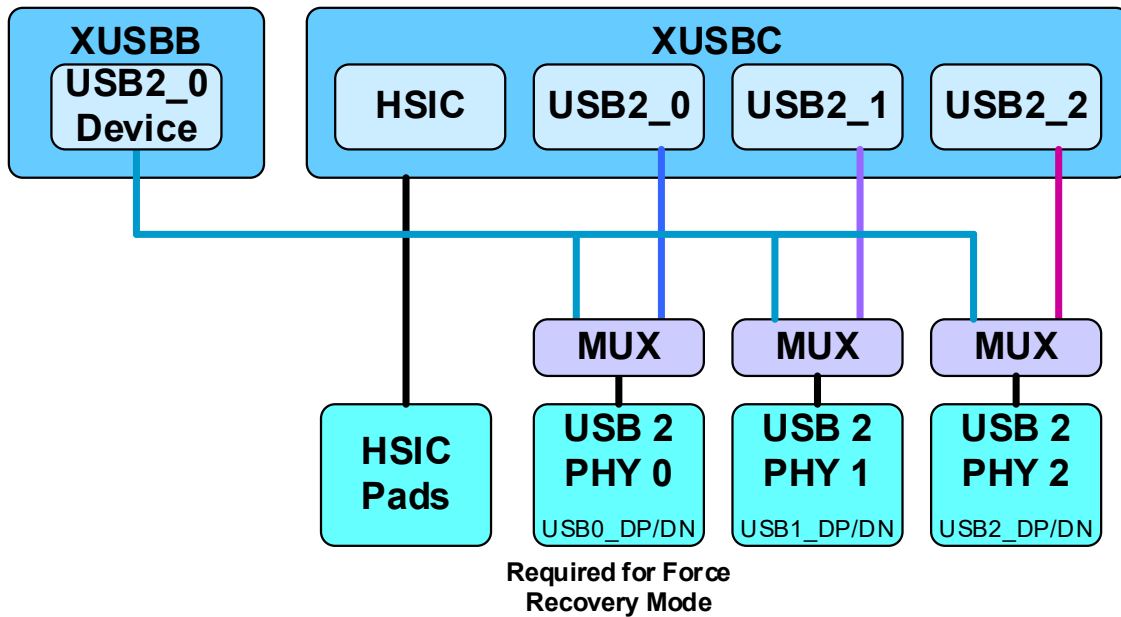 XUSBB
USB2_0
Device
XUSBC
HSIC
USB2_0
USB2_1
USB2_2
MUX
MUX
MUX
HSIC
Pads
USB 2
PHY 0
USB0_DP/DN
USB 2
PHY 1
USB1_DP/DN
USB 2
PHY 2
USB2_DP/DN
Required for Force
Recovery Mode